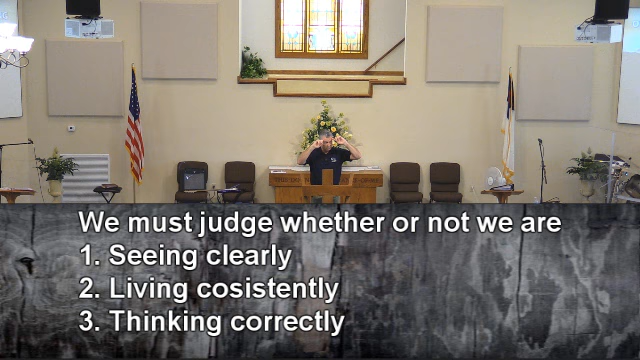 We must judge whether or not we are
1. Seeing clearly
2. Living cosistently
3. Thinking correctly